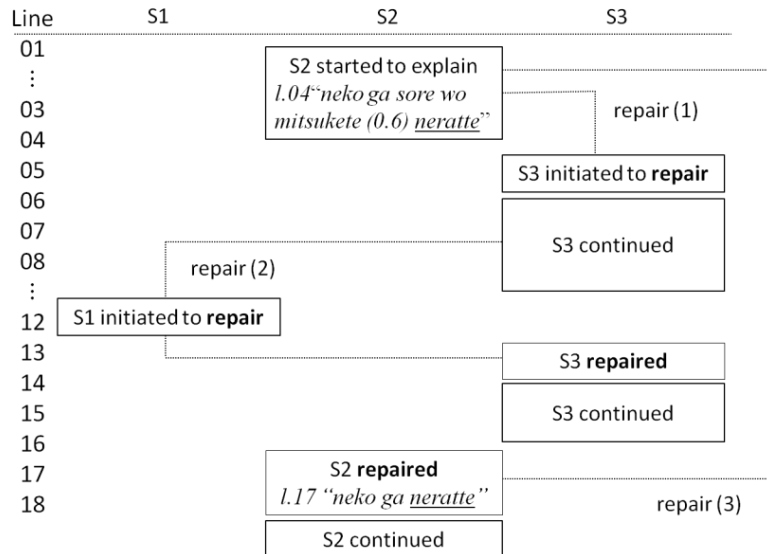 Line S1 S2 S3
01
S2 started to explain
⋮
l.04“neko ga sore wo
03
mitsukete (0.6) neratte”
repair (1)
04
05
S3 initiated to repair
06
07
S3 continued
08
repair (2)
⋮
12
S1 initiated to repair
13
S3 repaired
14
15
S3 continued
16
17
S2 repaired
18
l.17 “neko ga neratte”
repair (3)
S2 continued